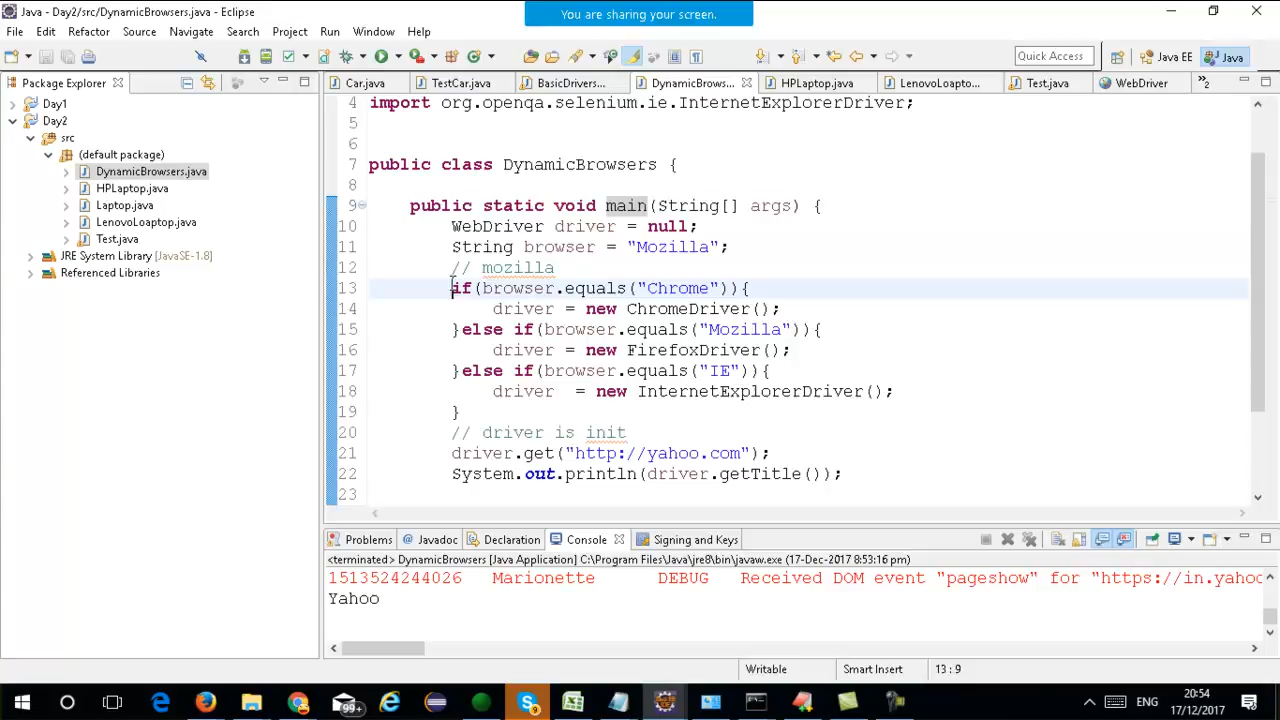 Java - Day2/src/DynamicBrowsers.java - Eclipse
You are sharing your screen.
File Edit Refactor Source Navigate Search Project Run Window Help
Quick Access Java EE Java
Package Explorer
Car.java TestCar.java BasicDrivers... DynamicBrows... HPLaptop.java LenovoLoapto... Test.java WebDriver »2
Day1
Day2
src
(default package)
DynamicBrowsers.java
HPLaptop.java
Laptop.java
LenovoLoaptop.java
Test.java
JRE System Library [JavaSE-1.8]
Referenced Libraries
4 import org.openqa.selenium.ie.InternetExplorerDriver;
5
6
7 public class DynamicBrowsers {
8
9 public static void main(String[] args) {
10 WebDriver driver = null;
11 String browser = "Mozilla";
12 // mozilla
13 if(browser.equals("Chrome")){
14 driver = new ChromeDriver();
15 }else if(browser.equals("Mozilla")){
16 driver = new FirefoxDriver();
17 }else if(browser.equals("IE")){
18 driver  = new InternetExplorerDriver();
19 }
20 // driver is init
21 driver.get("http://yahoo.com");
22 System.out.println(driver.getTitle());
23
Problems @ Javadoc Declaration Console Signing and Keys
<terminated> DynamicBrowsers [Java Application] C:\Program Files\Java\jre8\bin\javaw.exe (17-Dec-2017 8:53:16 pm)
1513524244026 Marionette DEBUG Received DOM event "pageshow" for "https://in.yahoo
Yahoo
Writable Smart Insert 13 : 9
99+ 9 ENG 20:54
17/12/2017